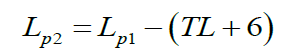 L_{p2} = L_{p1} - (TL + 6)